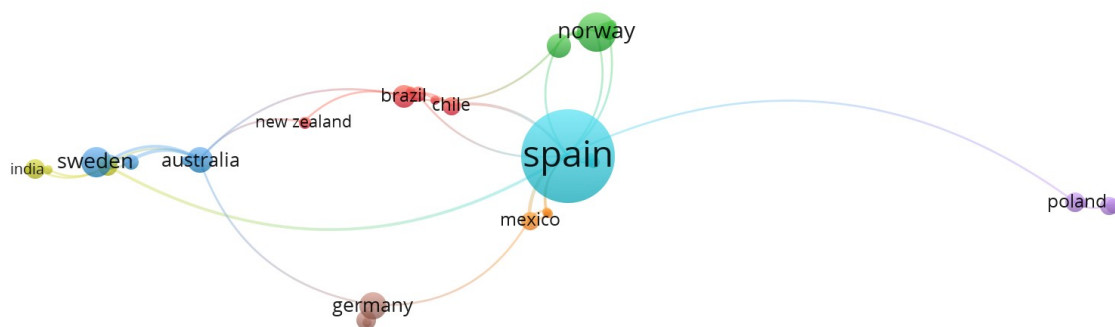 norway
brazil
chile
new zealand
spain
sweden
australia
india
poland
mexico
germany